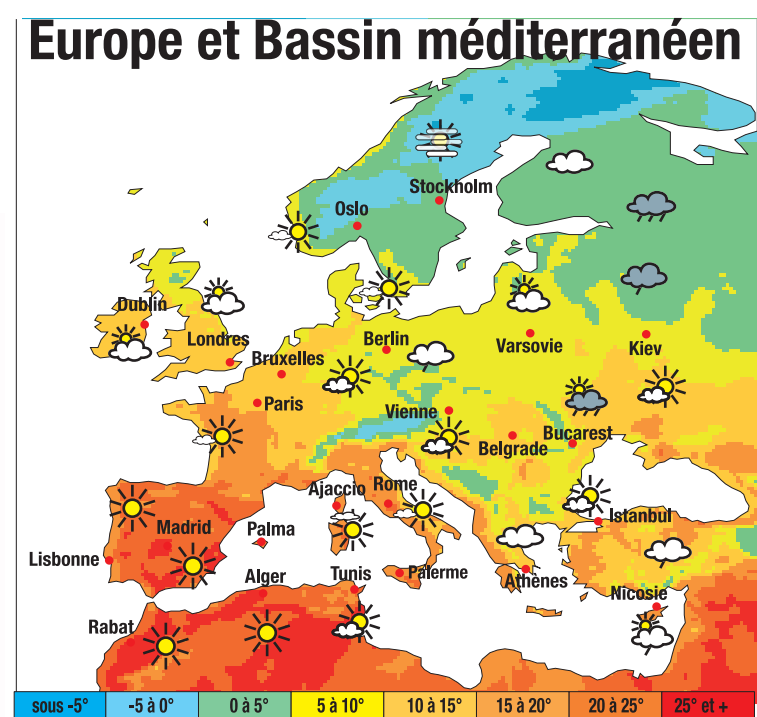 Europe et Bassin méditerranéen
Stockholm
Oslo
Dublin
Londres
Bruxelles
Berlin
Varsovie
Kiev
Paris
Vienne
Belgrade
Bucarest
Ajaccio
Rome
Madrid
Palma
Istanbul
Lisbonne
Alger
Tunis
Palerme
Athènes
Nicosie
Rabat
sous -5° -5 à 0° 0 à 5° 5 à 10° 10 à 15° 15 à 20° 20 à 25° 25° et +